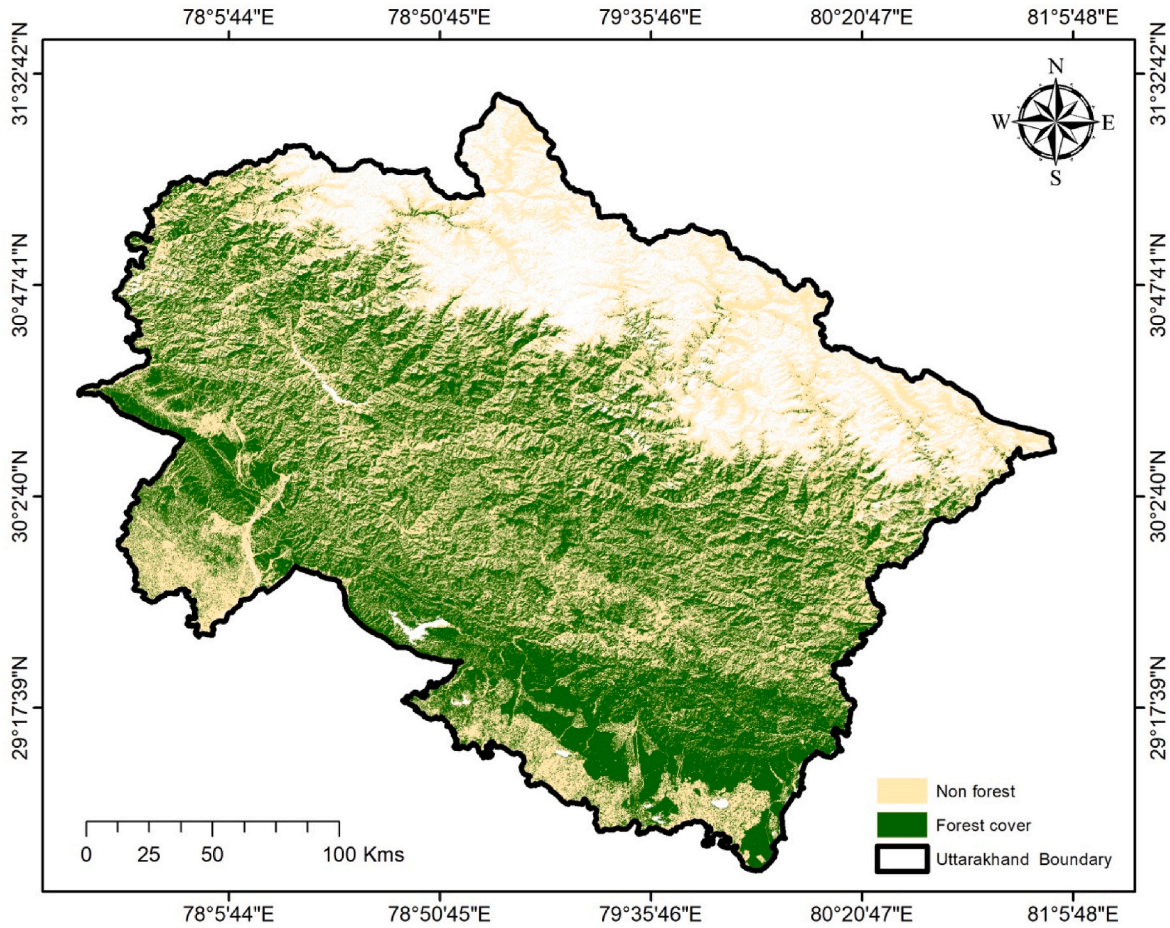 78°5'44"E 78°50'45"E 79°35'46"E 80°20'47"E 81°5'48"E
31°32'42"N 31°32'42"N
N
W E
S
30°47'41"N 30°47'41"N
30°2'40"N 30°2'40"N
29°17'39"N 29°17'39"N
Non forest
Forest cover
Uttarakhand Boundary
0 25 50 100 Kms
78°5'44"E 78°50'45"E 79°35'46"E 80°20'47"E 81°5'48"E